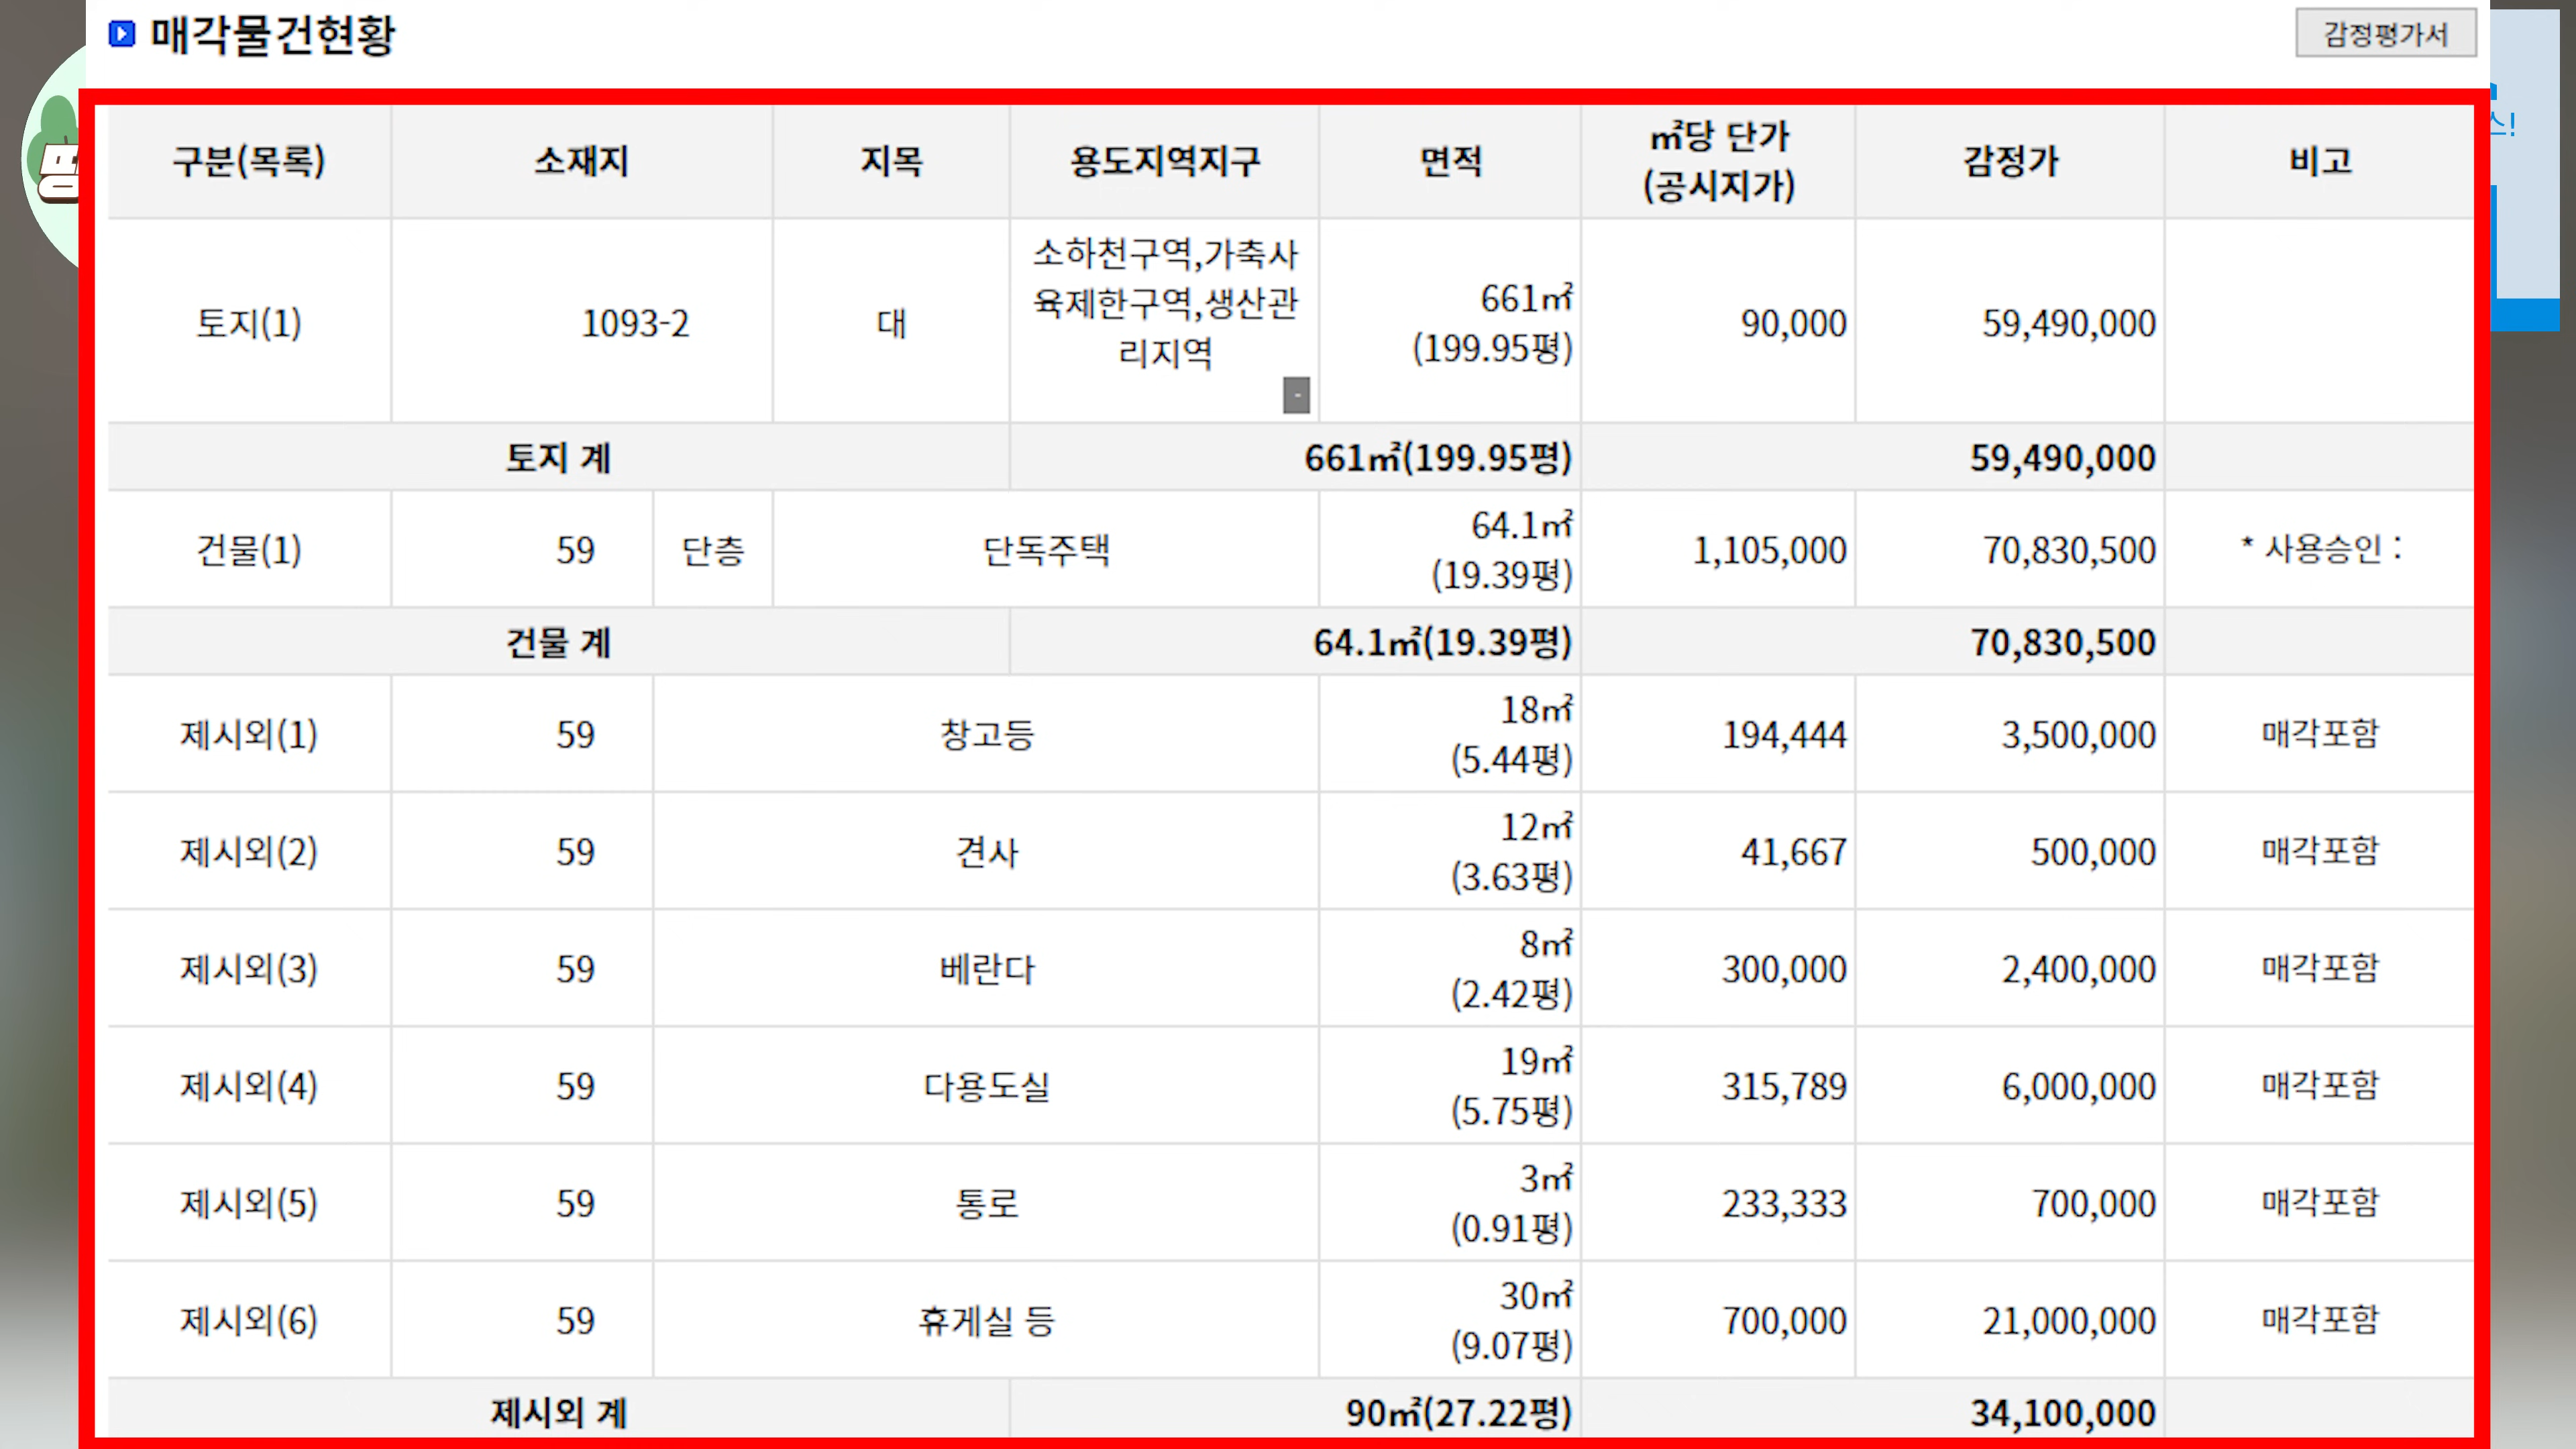 매각물건현황
감정평가서
구분(목록) 소재지 지목 용도지역지구 면적 ㎡당 단가 (공시지가) 감정가 비고
토지(1) 1093-2 대 소하천구역,가축사육제한구역,생산관리지역 661㎡ (199.95평) 90,000 59,490,000
-
토지 계 661㎡(199.95평) 59,490,000
건물(1) 59 단층 단독주택 64.1㎡ (19.39평) 1,105,000 70,830,500 * 사용승인 :
건물 계 64.1㎡(19.39평) 70,830,500
제시외(1) 59 창고등 18㎡ (5.44평) 194,444 3,500,000 매각포함
제시외(2) 59 견사 12㎡ (3.63평) 41,667 500,000 매각포함
제시외(3) 59 베란다 8㎡ (2.42평) 300,000 2,400,000 매각포함
제시외(4) 59 다용도실 19㎡ (5.75평) 315,789 6,000,000 매각포함
제시외(5) 59 통로 3㎡ (0.91평) 233,333 700,000 매각포함
제시외(6) 59 휴게실 등 30㎡ (9.07평) 700,000 21,000,000 매각포함
제시외 계 90㎡(27.22평) 34,100,000